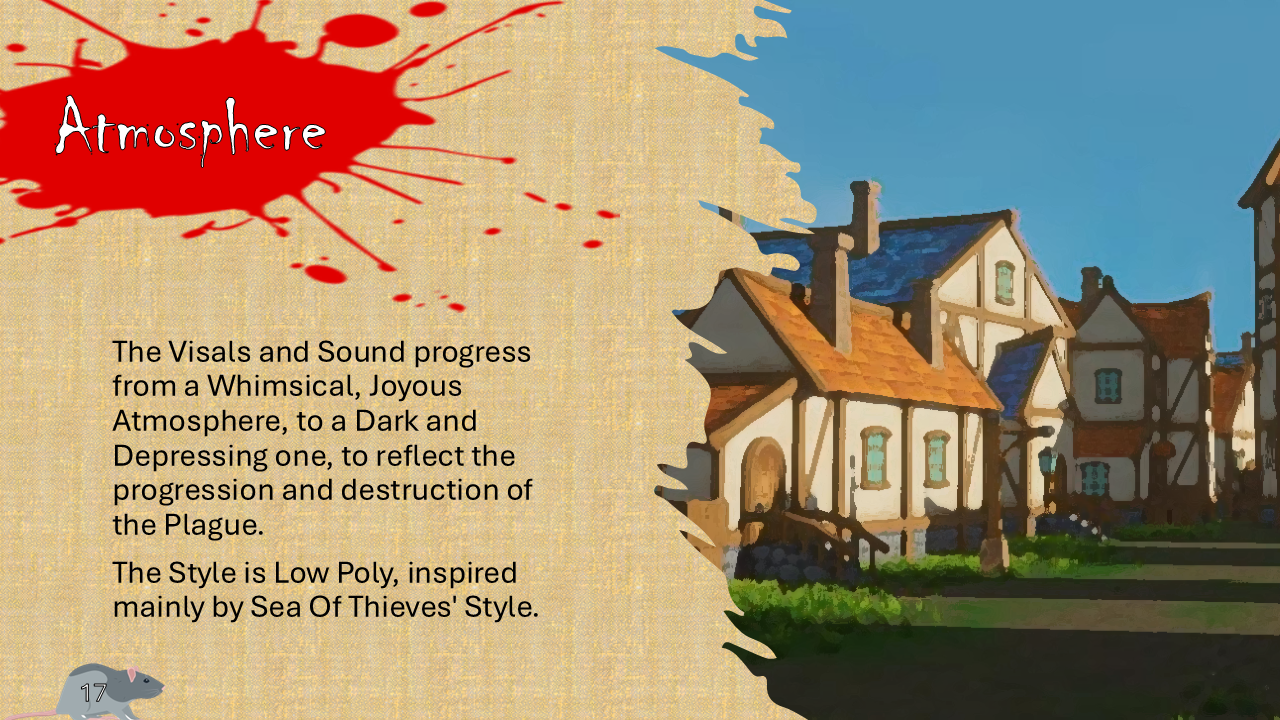 Atmosphere
The Visals and Sound progress
from a Whimsical, Joyous
Atmosphere, to a Dark and
Depressing one, to reflect the
progression and destruction of
the Plague.
The Style is Low Poly, inspired
mainly by Sea Of Thieves' Style.
17